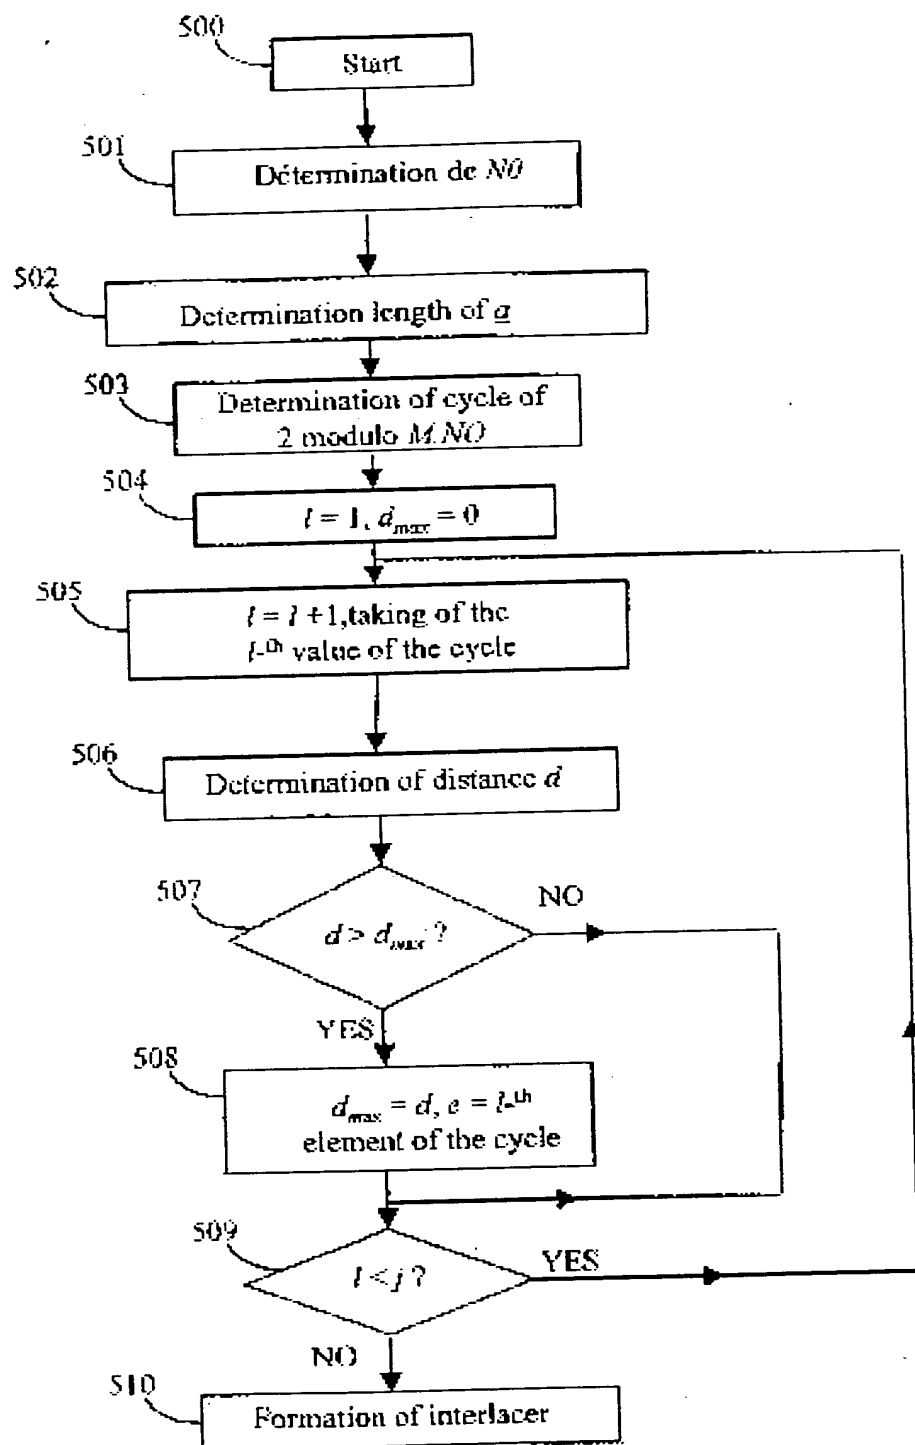 500
Start
501
Détermination de N0
502
Determination length of a
503
Determination of cycle of
2 modulo M.N0
504
l = 1, d_max = 0
505
l = l +1, taking of the
l-th value of the cycle
506
Determination of distance d
507
NO
d > d_max ?
YES
508
d_max = d, e = l-th
element of the cycle
509
l < j ?
YES
NO
510
Formation of interlacer